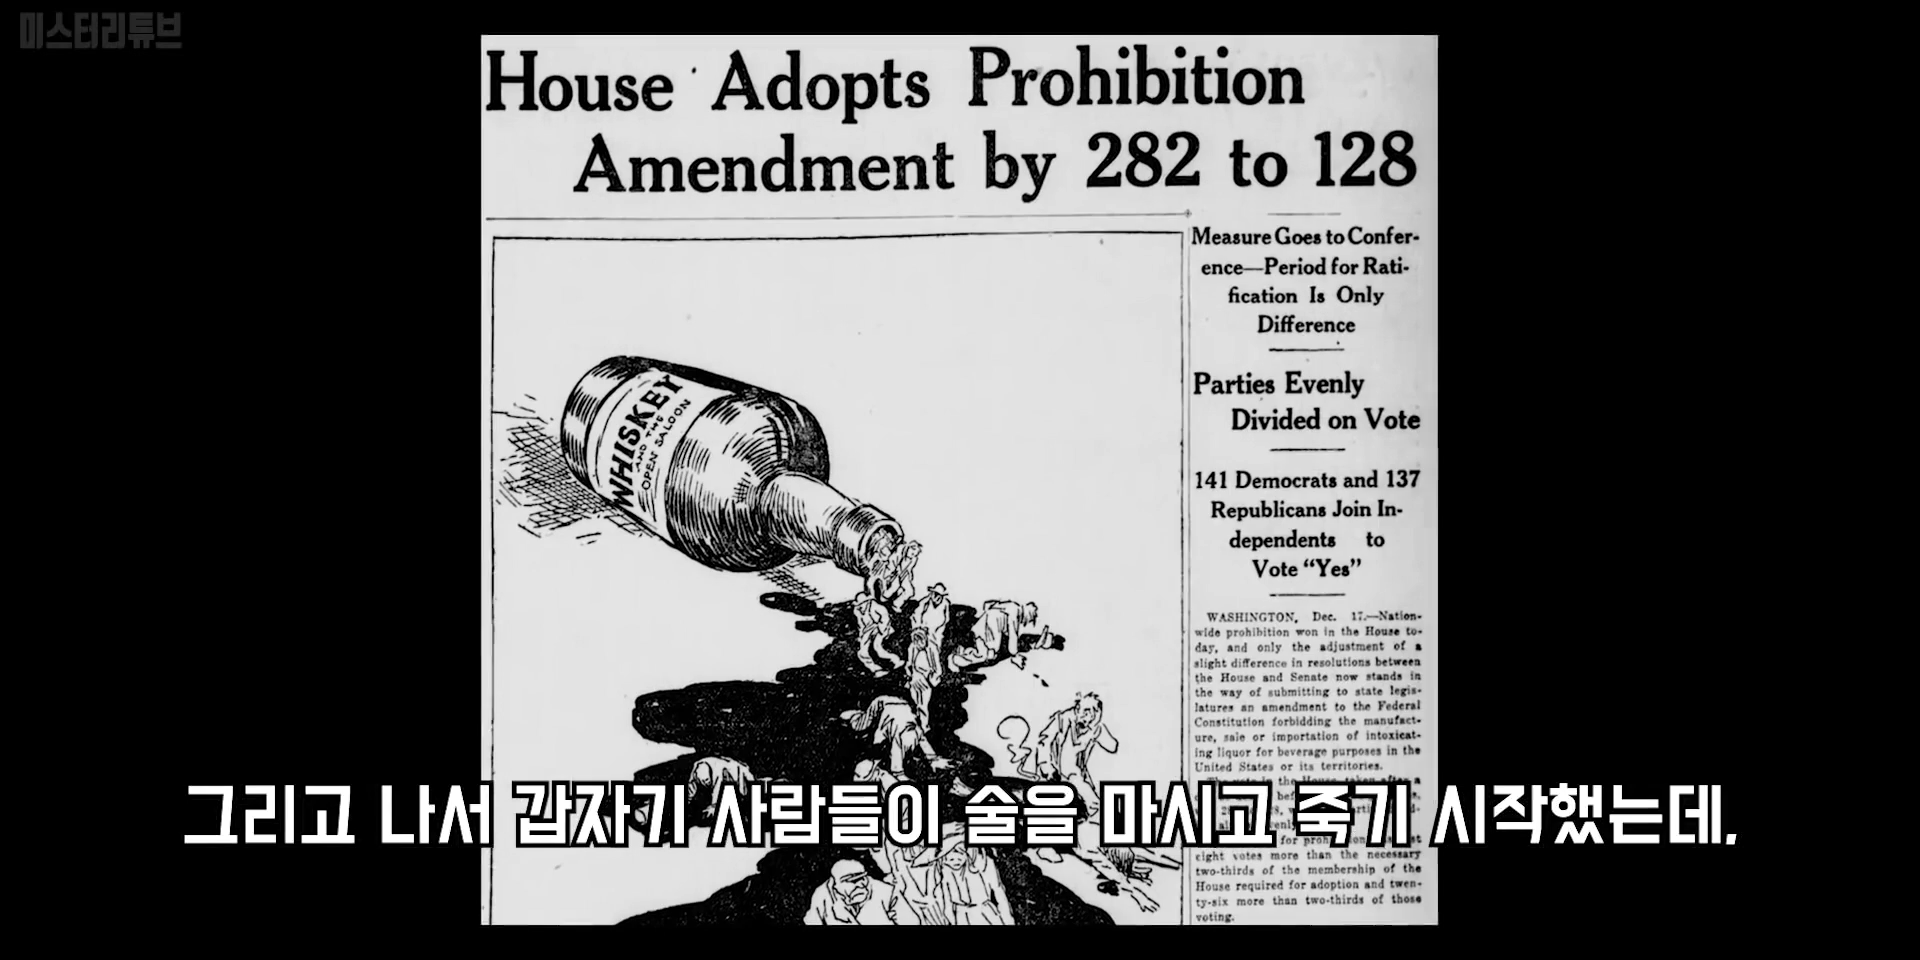 미스터리튜브
House Adopts Prohibition
Amendment by 282 to 128
Measure Goes to Confer-
ence—Period for Rati-
fication Is Only
Difference
Parties Evenly
Divided on Vote
141 Democrats and 137
Republicans Join In-
dependents to
Vote “Yes”
WASHINGTON, Dec. 17.—Nation-
wide prohibition won in the House to-
day, and only the adjustment of a
slight difference in resolutions between
the House and Senate now stands in
the way of submitting to state legis-
latures an amendment to the Federal
Constitution forbidding the manufact-
ure, sale or importation of intoxicat-
ing liquor for beverage purposes in the
United States or its territories.
eight votes more than the necessary
two-thirds of the membership of the
House required for adoption and twen-
ty-six more than two-thirds of those
voting.
WHISKEY
AND THE
OPEN SALOON
그리고 나서 갑자기 사람들이 술을 마시고 죽기 시작했는데,